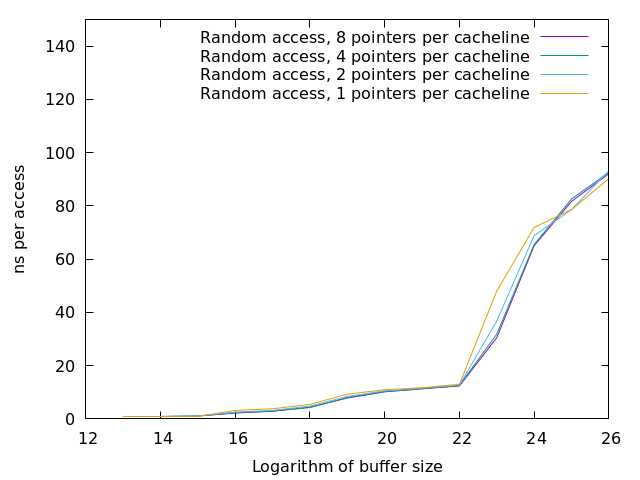 Random access, 8 pointers per cacheline
Random access, 4 pointers per cacheline
Random access, 2 pointers per cacheline
Random access, 1 pointers per cacheline
140
120
100
80
60
40
20
0
ns per access
12 14 16 18 20 22 24 26
Logarithm of buffer size